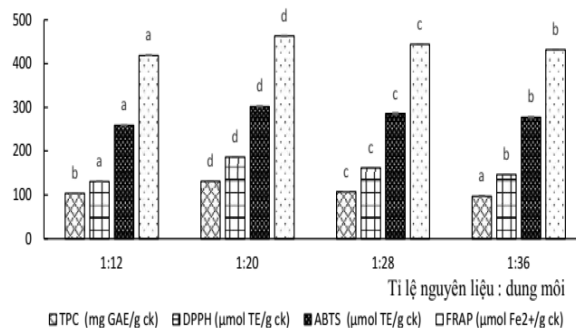 500
400
300
200
100
0
b a a a
d d d d
c c c c
a b b b
1:12 1:20 1:28 1:36
Tỉ lệ nguyên liệu : dung môi
TPC (mg GAE/g ck) DPPH (µmol TE/g ck) ABTS (µmol TE/g ck) FRAP (µmol Fe2+/g ck)